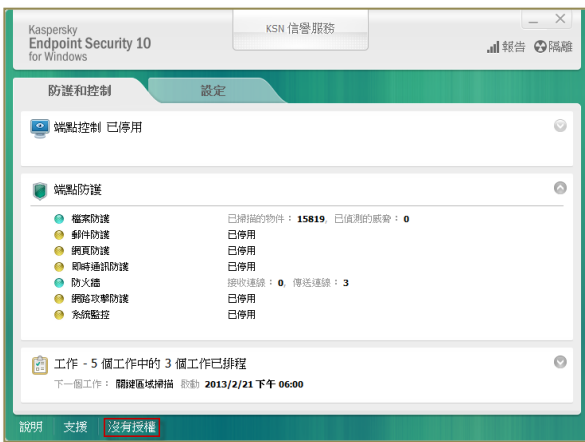 Kaspersky
Endpoint Security 10
for Windows
KSN 信譽服務
報告 隔離
防護和控制 設定
端點控制 已停用
端點防護
檔案防護 已掃描的物件： 15819, 已偵測的威脅： 0
郵件防護 已停用
網頁防護 已停用
即時通訊防護 已停用
防火牆 接收連線： 0, 傳送連線： 3
網路攻擊防護 已停用
系統監控 已停用
工作 - 5 個工作中的 3 個工作已排程
下一個工作： 關鍵區域掃描 啟動 2013/2/21 下午 06:00
說明 支援 沒有授權